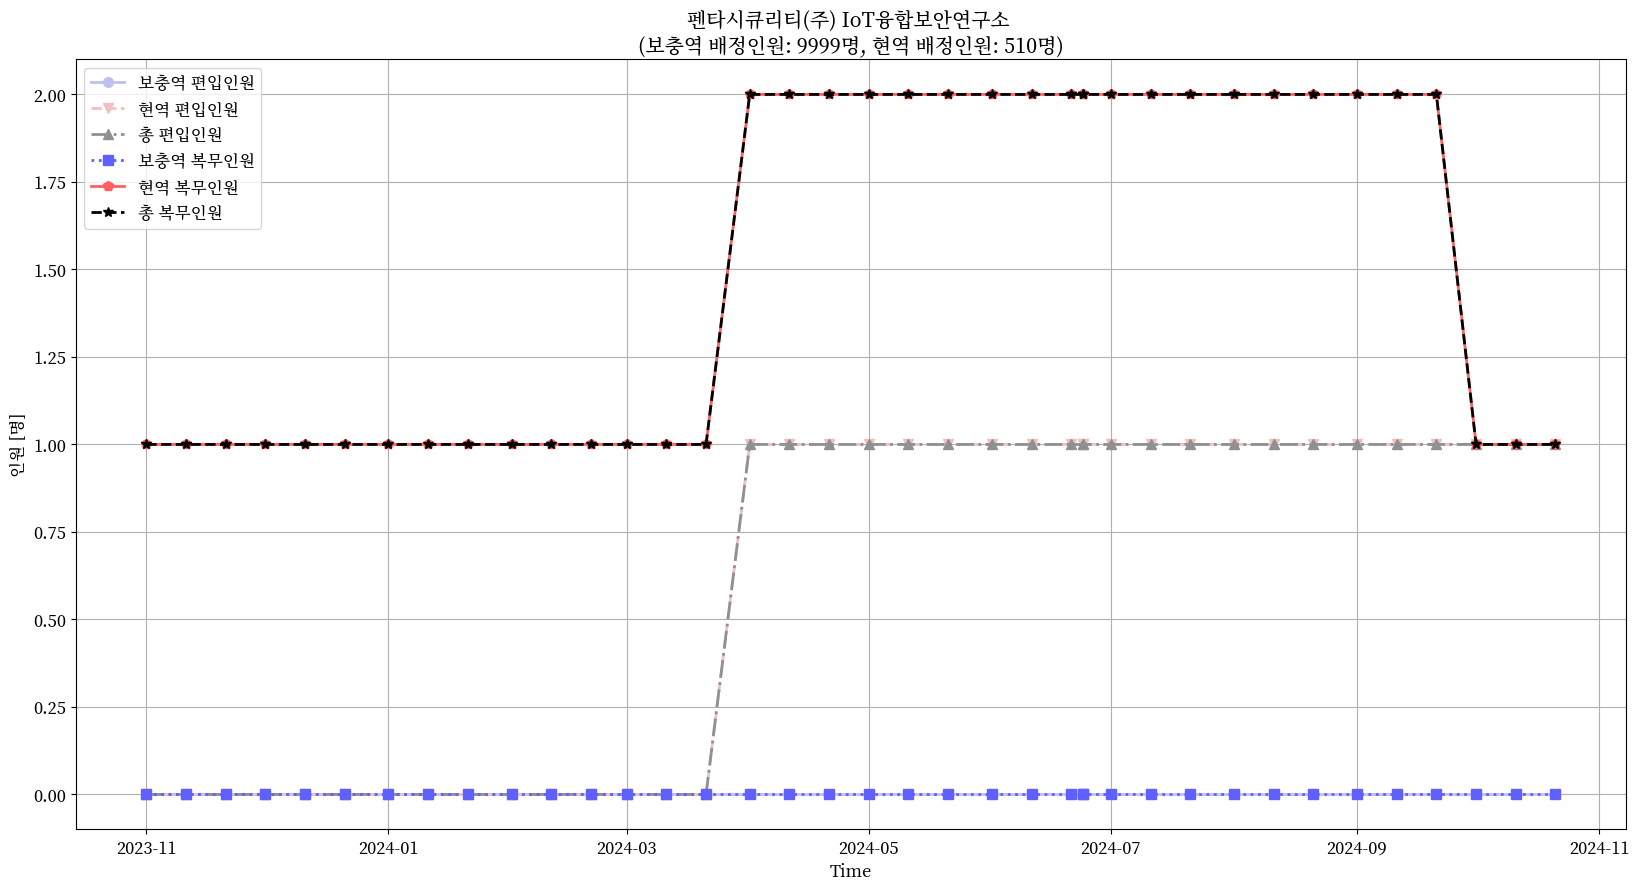 펜타시큐리티(주) IoT융합보안연구소
(보충역 배정인원: 9999명, 현역 배정인원: 510명)
보충역 편입인원
현역 편입인원
총 편입인원
보충역 복무인원
현역 복무인원
총 복무인원
2.00
1.75
1.50
1.25
1.00
0.75
0.50
0.25
0.00
인원 [명]
2023-11
2024-01
2024-03
2024-05
2024-07
2024-09
2024-11
Time